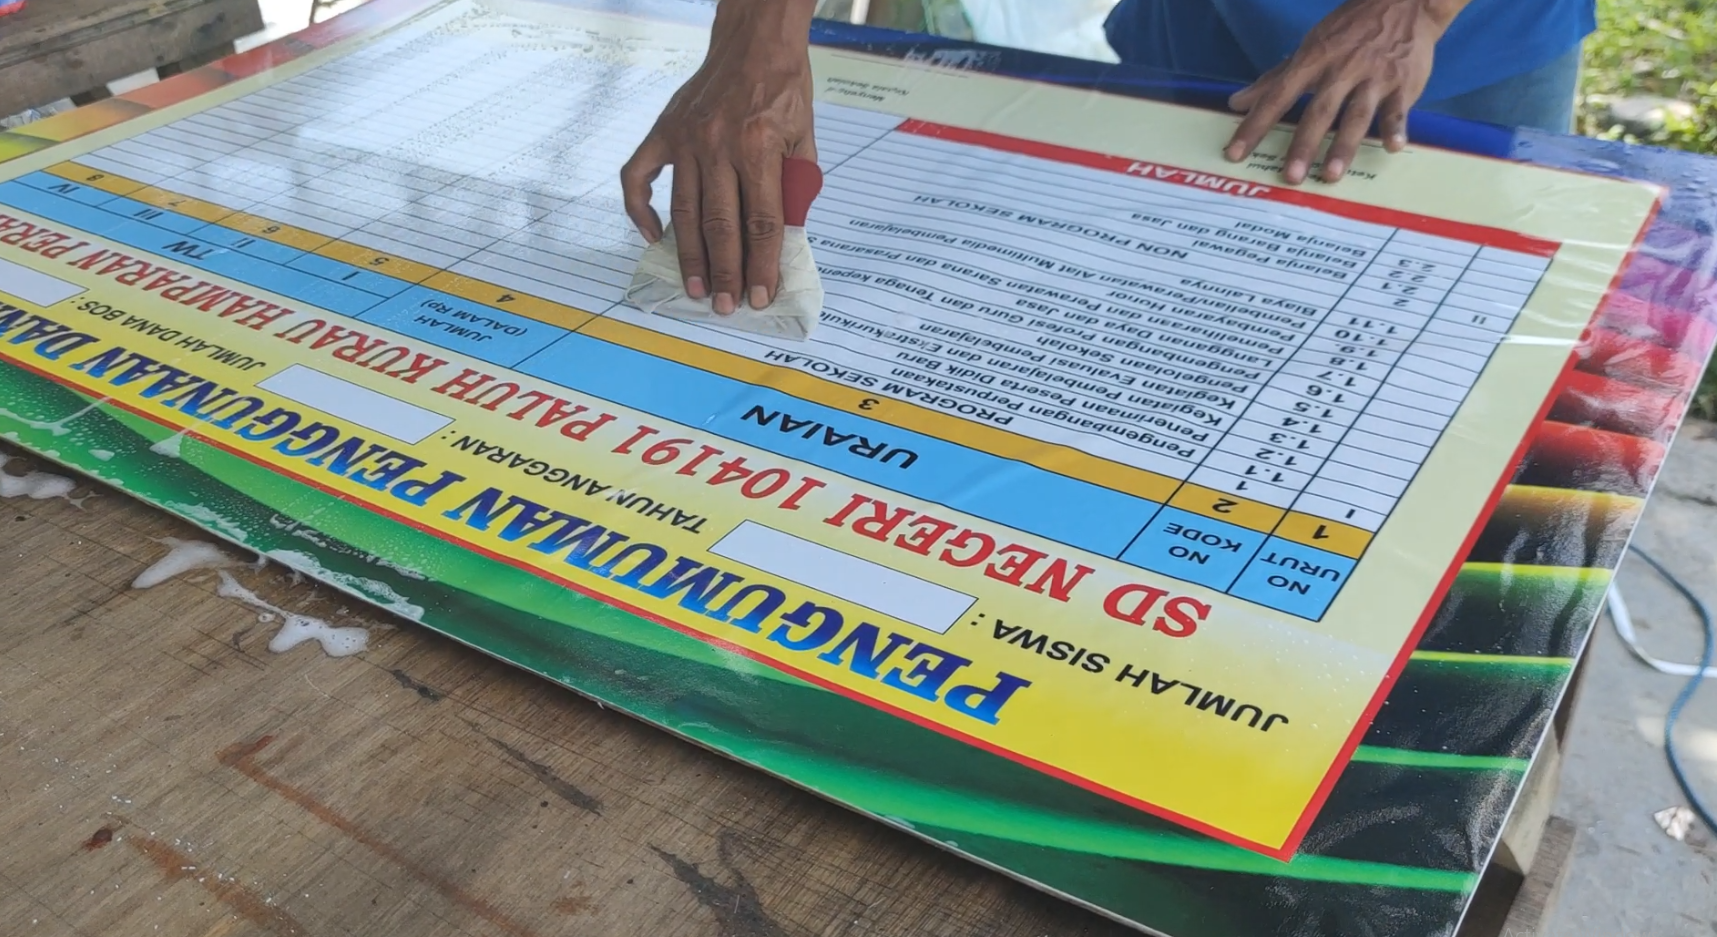 PENGUMUMAN PENGGUNAAN
SD NEGERI 104191 PALUH KURAU HAMPARAN
JUMLAH SISWA :
TAHUN ANGGARAN :
JUMLAH DANA BOS :
NO URUT
NO KODE
URAIAN
JUMLAH (DALAM Rp)
TW
I II III IV
1 2 3 4 5 6 7 8
I 1 PROGRAM SEKOLAH
1.1 Pengembangan Perpustakaan
1.2 Penerimaan Peserta Didik Baru
1.3 Kegiatan Pembelajaran dan Ekstrakurikuler
1.4 Kegiatan Evaluasi Pembelajaran
1.5 Pengelolaan Sekolah
1.6 Pengembangan Profesi Guru dan Tenaga
1.7 Langganan Daya dan Jasa
1.8 Pemeliharaan dan Perawatan Sarana dan Prasarana
1.9 Alat Multimedia Pembelajaran
1.10 Pembayaran Honor
1.11 Biaya Lainnya
II 2 NON PROGRAM SEKOLAH
2.1 Belanja Pegawai
2.2 Belanja Barang dan Jasa
2.3 Belanja Modal
JUMLAH